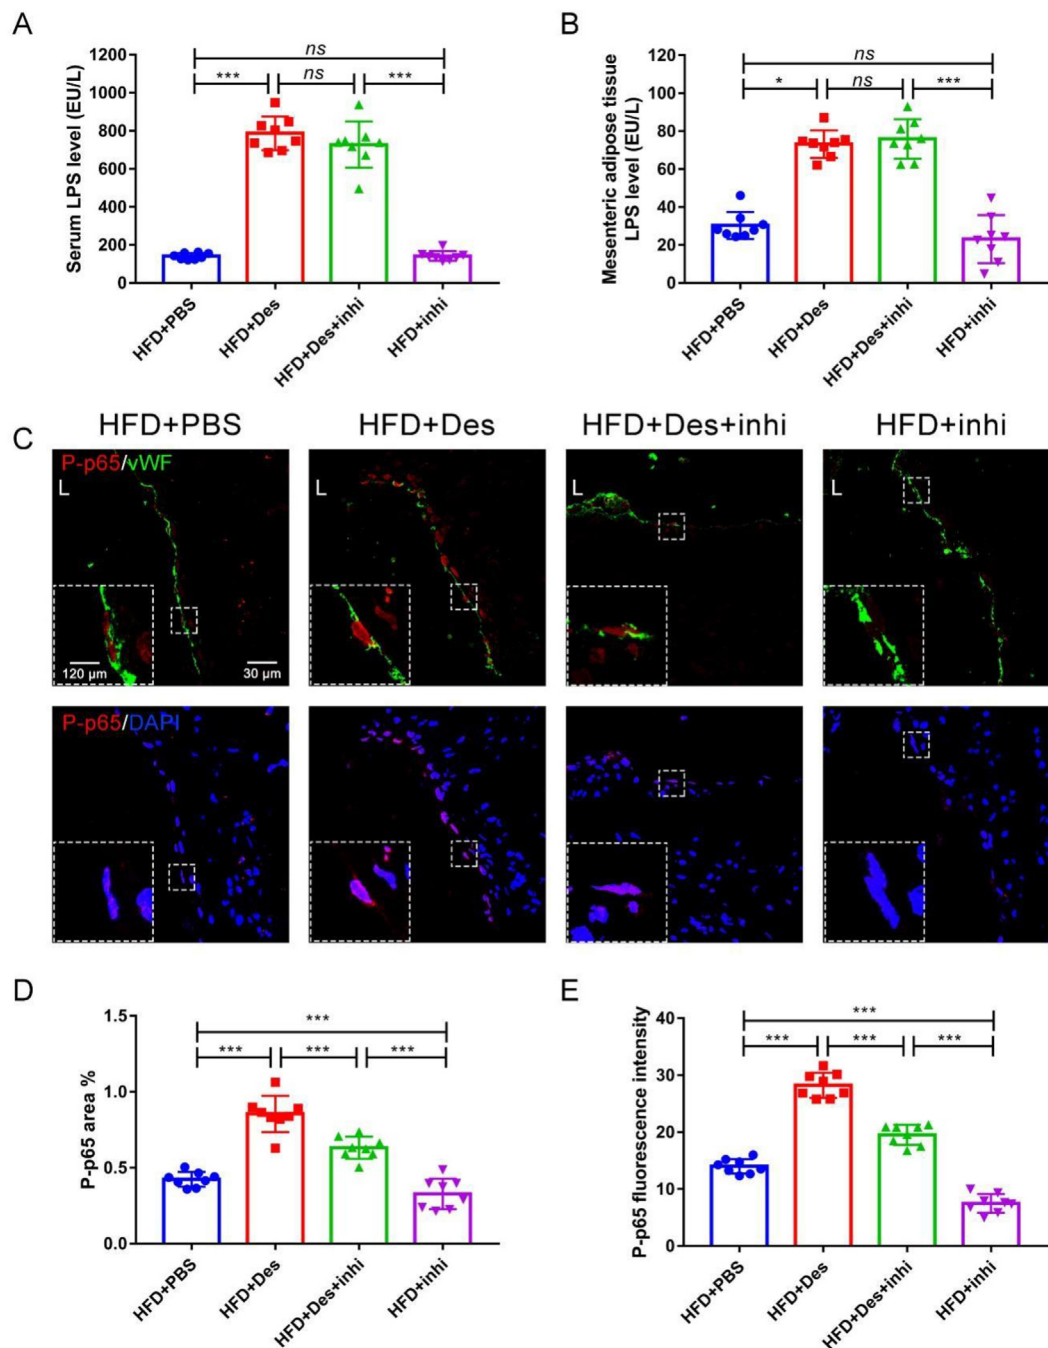 A
Serum LPS level (EU/L)
1200
1000
800
600
400
200
0
ns
***
ns
***
HFD+PBS
HFD+Des
HFD+Des+inhi
HFD+inhi
B
Mesenteric adipose tissue
LPS level (EU/L)
120
100
80
60
40
20
0
ns
*
ns
***
HFD+PBS
HFD+Des
HFD+Des+inhi
HFD+inhi
C
HFD+PBS
HFD+Des
HFD+Des+inhi
HFD+inhi
P-p65/vWF
L
L
L
L
120 µm
30 µm
P-p65/DAPI
D
P-p65 area %
1.5
1.0
0.5
0.0
***
***
***
***
HFD+PBS
HFD+Des
HFD+Des+inhi
HFD+inhi
E
P-p65 fluorescence intensity
40
30
20
10
0
***
***
***
***
HFD+PBS
HFD+Des
HFD+Des+inhi
HFD+inhi